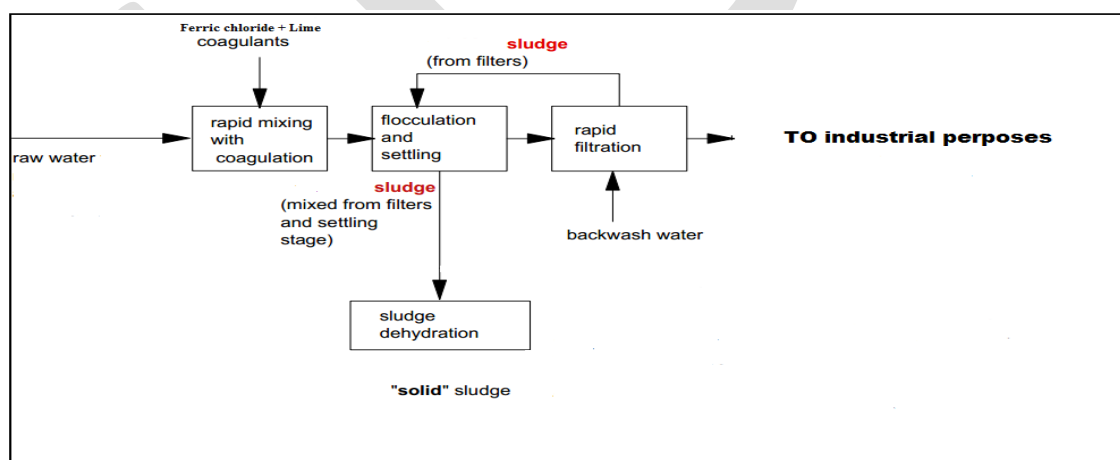 Ferric chloride + Lime
coagulants
sludge
(from filters)
rapid mixing
with
coagulation
flocculation
and
settling
rapid
filtration
TO industrial perposes
raw water
sludge
(mixed from filters
and settling
stage)
backwash water
sludge
dehydration
"solid" sludge